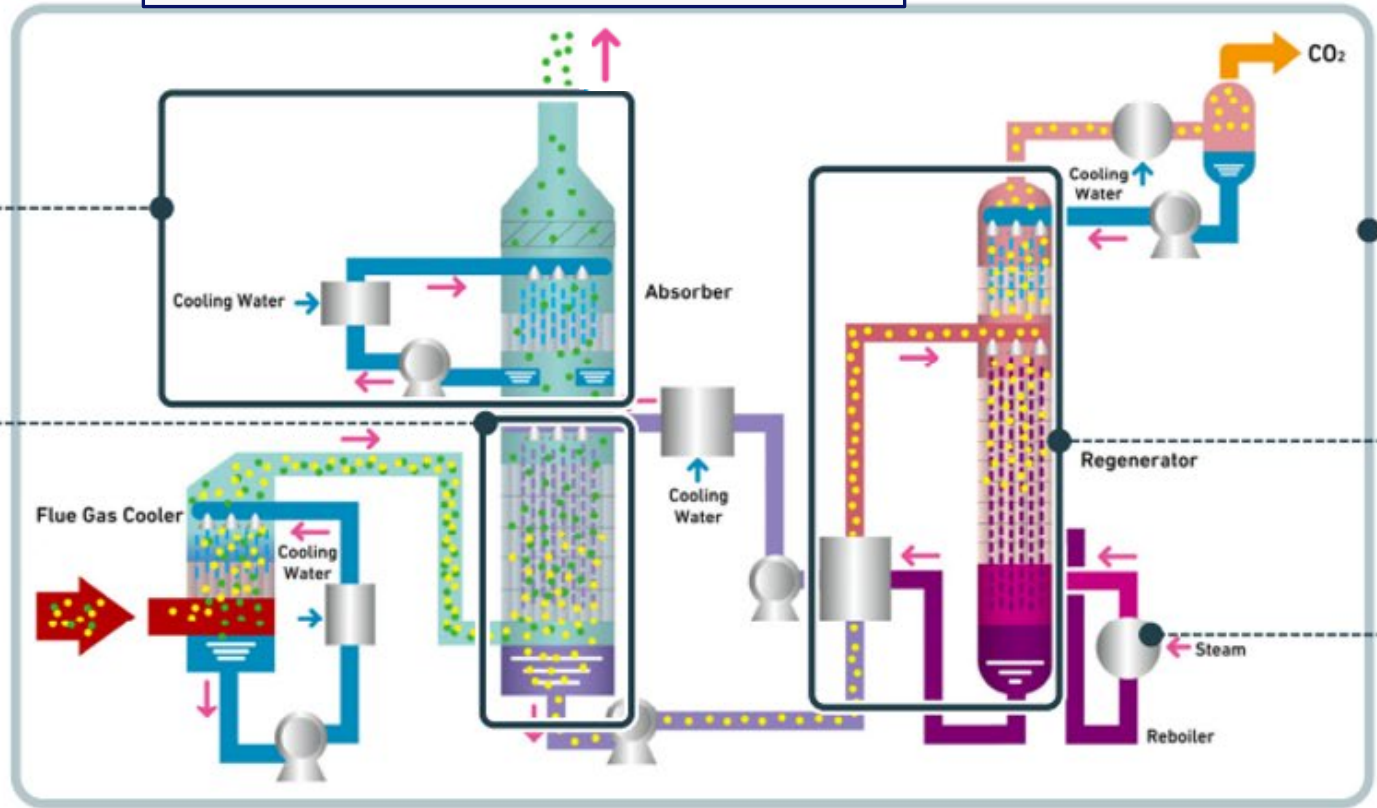 CO₂
Cooling
Water
Cooling Water
Absorber
Regenerator
Cooling
Water
Flue Gas Cooler
Cooling
Water
Steam
Reboiler